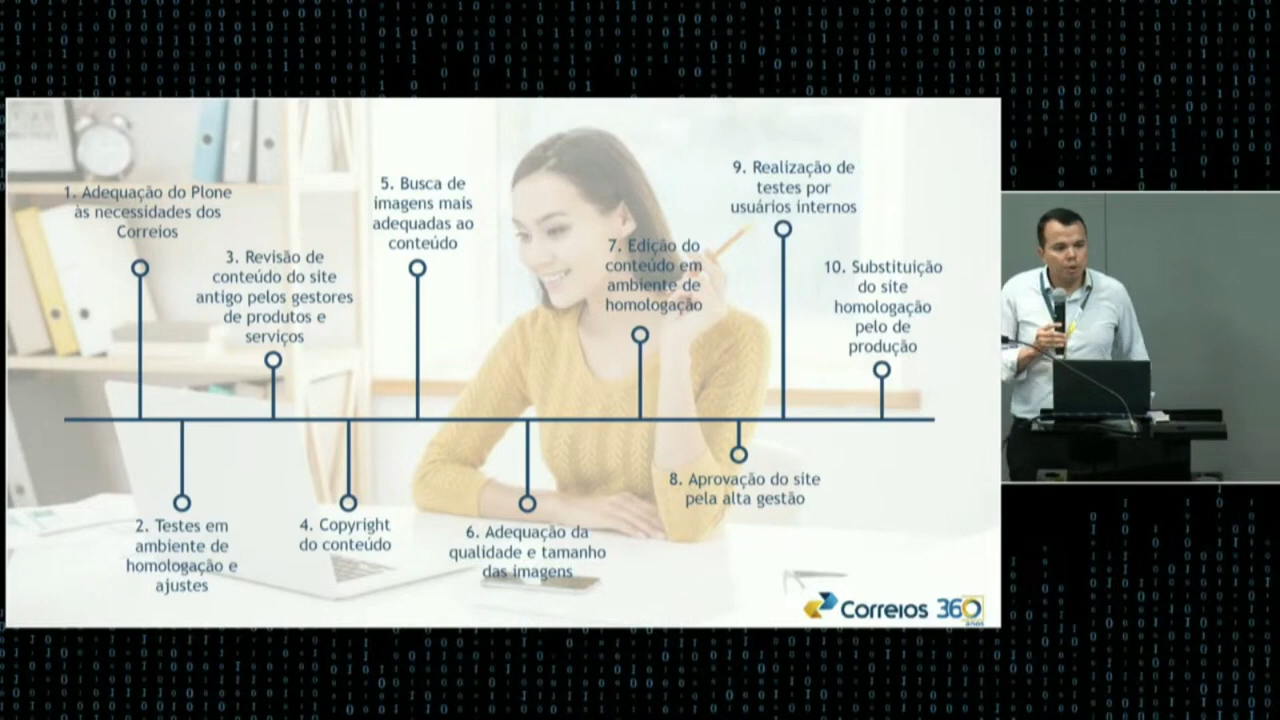 1. Adequação do Plone
às necessidades dos
Correios
2. Testes em
ambiente de
homologação e
ajustes
3. Revisão de
conteúdo do site
antigo pelos gestores
de produtos e
serviços
4. Copyright
do conteúdo
5. Busca de
imagens mais
adequadas ao
conteúdo
6. Adequação da
qualidade e tamanho
das imagens
7. Edição do
conteúdo em
ambiente de
homologação
8. Aprovação do site
pela alta gestão
9. Realização de
testes por
usuários internos
10. Substituição
do site
homologação
pelo de
produção
Correios 360
anos